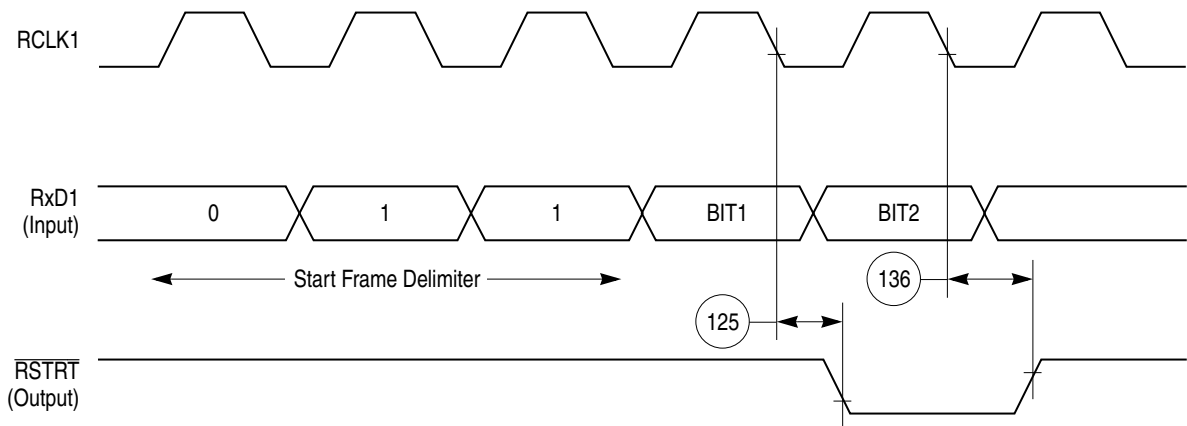 RCLK1
RxD1
(Input)
0
1
1
BIT1
BIT2
Start Frame Delimiter
136
125
RSTRT
(Output)